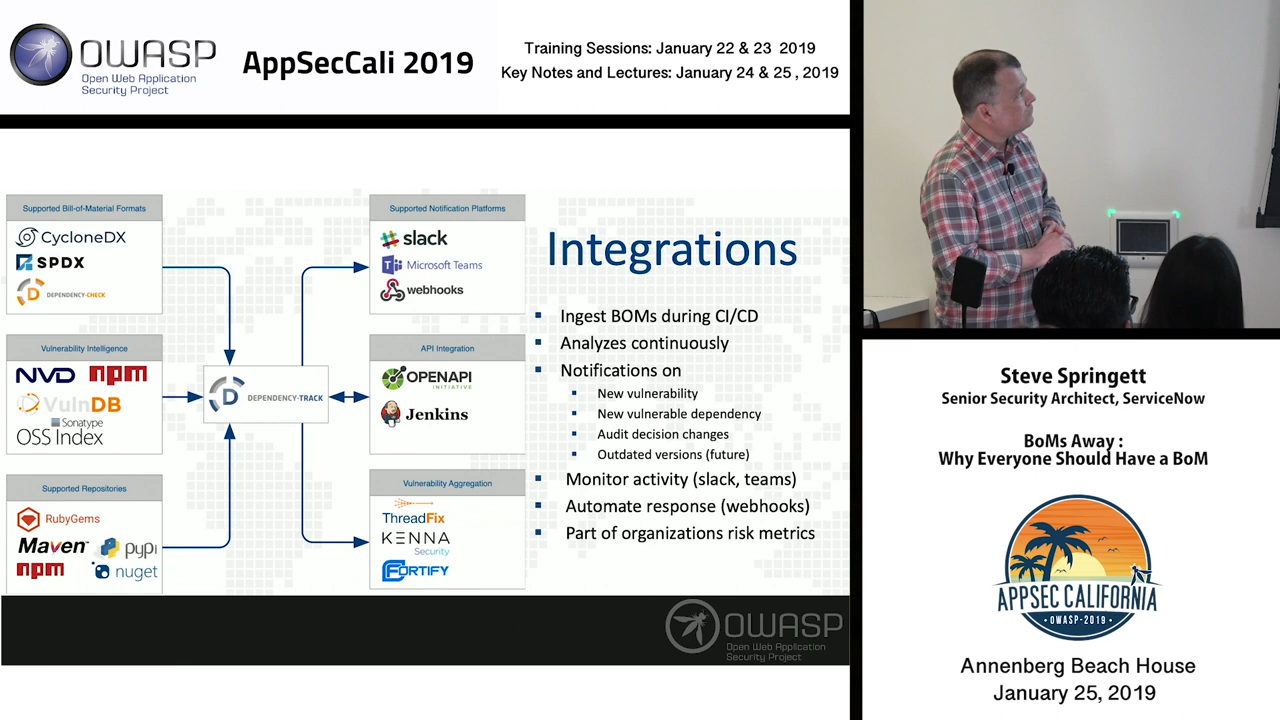 OWASP
Open Web Application
Security Project
AppSecCali 2019
Training Sessions: January 22 & 23 2019
Key Notes and Lectures: January 24 & 25 , 2019
Supported Bill-of-Material Formats
CycloneDX
SPDX
DEPENDENCY-CHECK
Vulnerability Intelligence
NVD npm
VulnDB
Sonatype
OSS Index
Supported Repositories
RubyGems
Maven pypi
npm nuget
DEPENDENCY-TRACK
Supported Notification Platforms
slack
Microsoft Teams
webhooks
API Integration
OPENAPI
INITIATIVE
Jenkins
Vulnerability Aggregation
ThreadFix
KENNA
Security
FORTIFY
Integrations
Ingest BOMs during CI/CD
Analyzes continuously
Notifications on
New vulnerability
New vulnerable dependency
Audit decision changes
Outdated versions (future)
Monitor activity (slack, teams)
Automate response (webhooks)
Part of organizations risk metrics
OWASP
Open Web Application
Security Project
Steve Springett
Senior Security Architect, ServiceNow
BoMs Away :
Why Everyone Should Have a BoM
APPSEC CALIFORNIA
OWASP-2019
Annenberg Beach House
January 25, 2019